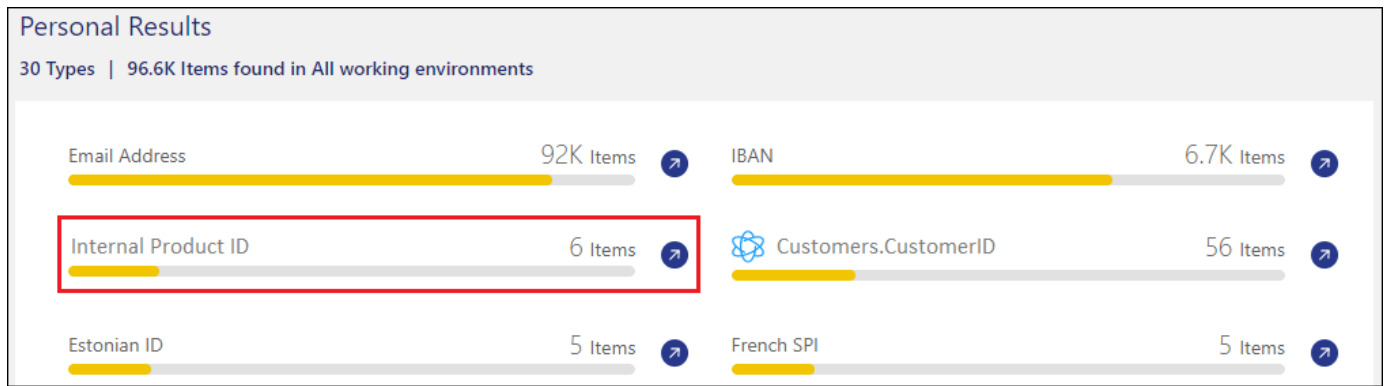 Personal Results
30 Types | 96.6K Items found in All working environments
Email Address 92K Items
IBAN 6.7K Items
Internal Product ID 6 Items
Customers.CustomerID 56 Items
Estonian ID 5 Items
French SPI 5 Items